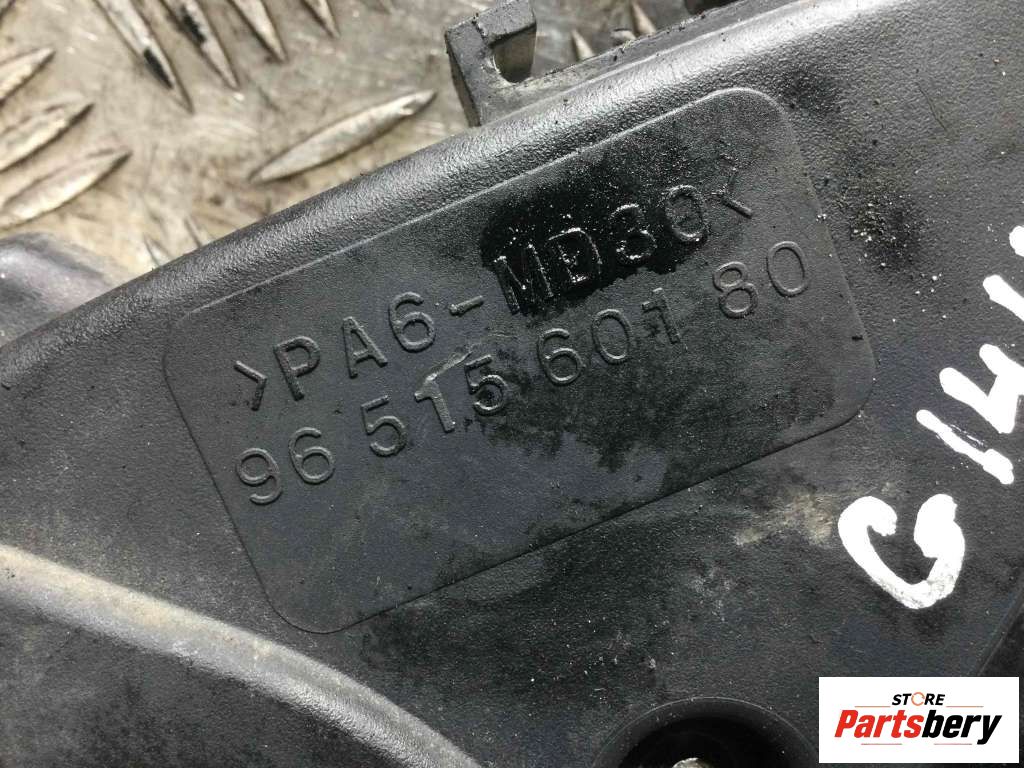 >PA6-MD30<
96 515 601 80
STORE
Partsbery